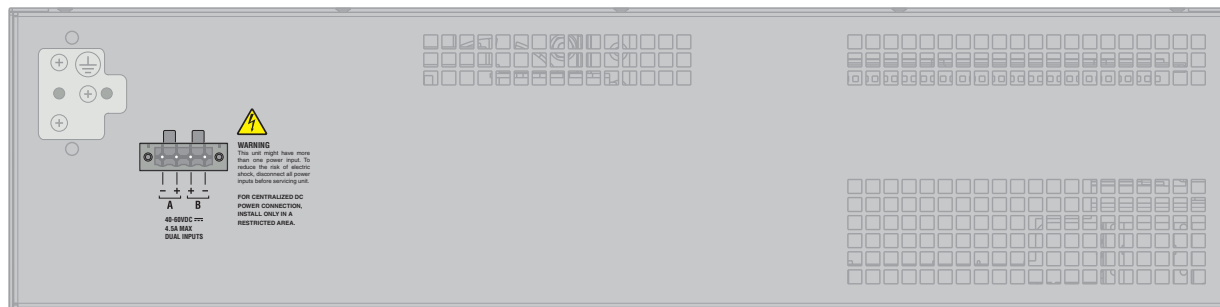 WARNING
This unit might have more
than one power input. To
reduce the risk of electric
shock, disconnect all power
inputs before servicing unit.
FOR CENTRALIZED DC
POWER CONNECTION,
INSTALL ONLY IN A
RESTRICTED AREA.
− + + −
A B
40-60VDC ⎓
4.5A MAX
DUAL INPUTS